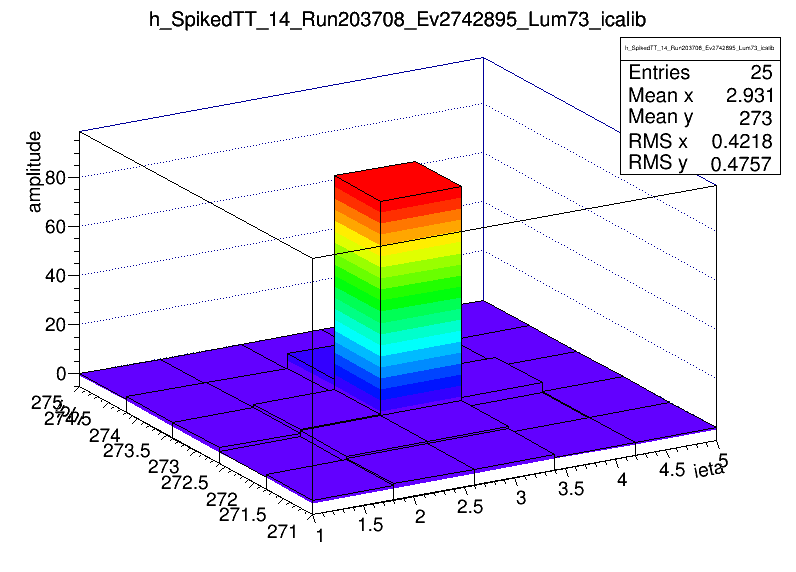 h_SpikedTT_14_Run203708_Ev2742895_Lum73_icalib
h_SpikedTT_14_Run203708_Ev2742895_Lum73_icalib
Entries 25
Mean x 2.931
Mean y 273
RMS x 0.4218
RMS y 0.4757
amplitude
80
60
40
20
0
275
274.5
274
273.5
273
272.5
272
271.5
271
1
1.5
2
2.5
3
3.5
4
4.5
5
ieta